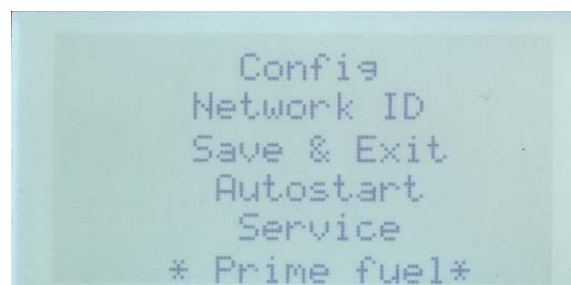 Config
Network ID
Save & Exit
Autostart
Service
* Prime fuel*